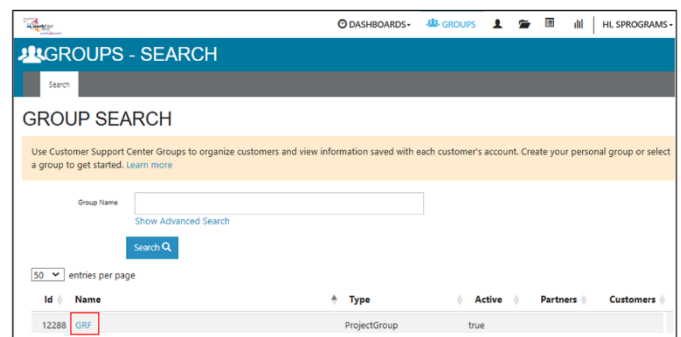 DASHBOARDS GROUPS HI, SPROGRAMS
GROUPS - SEARCH
Search
GROUP SEARCH
Use Customer Support Center Groups to organize customers and view information saved with each customer's account. Create your personal group or select
a group to get started. Learn more
Group Name
Show Advanced Search
Search
50 entries per page
Id Name Type Active Partners Customers
12288 GRF ProjectGroup true